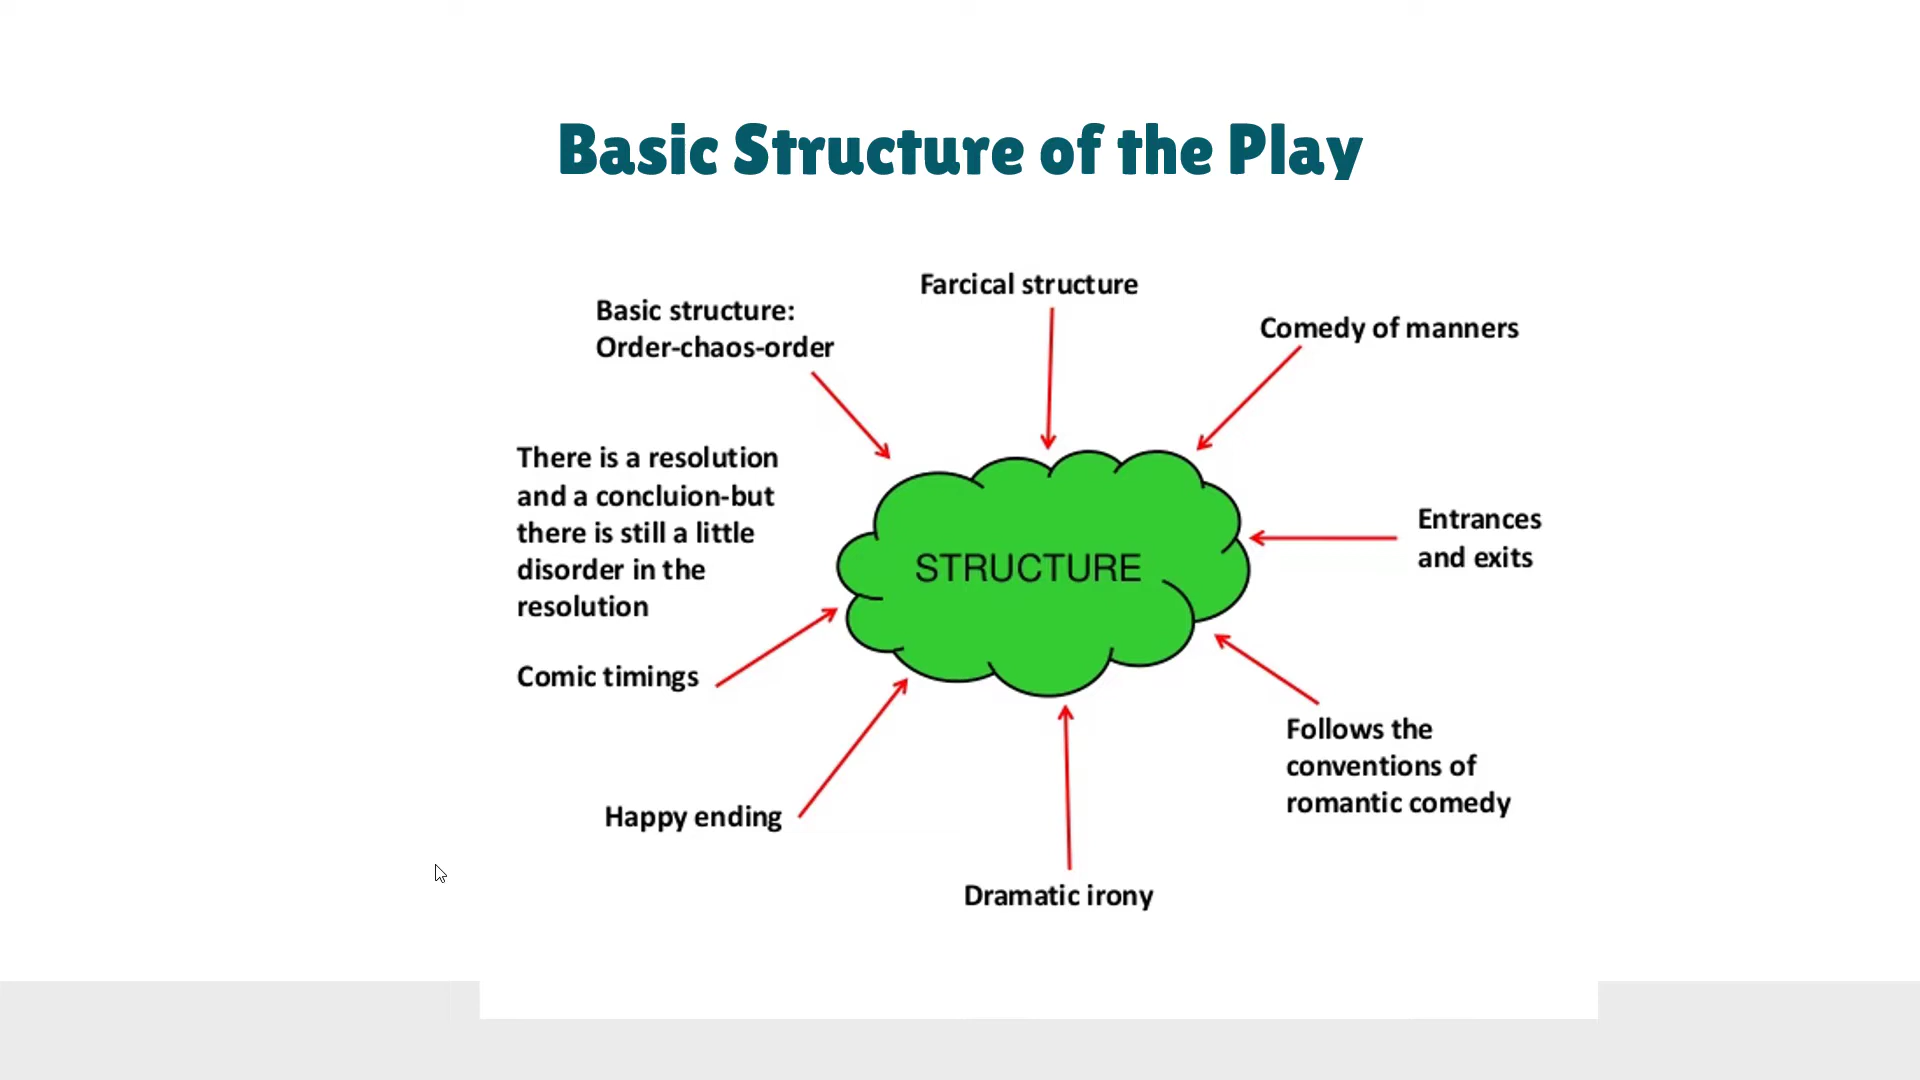 Basic Structure of the Play
Farcical structure
Basic structure:
Order-chaos-order
Comedy of manners
There is a resolution
and a concluion-but
there is still a little
disorder in the
resolution
STRUCTURE
Entrances
and exits
Comic timings
Follows the
conventions of
romantic comedy
Happy ending
Dramatic irony